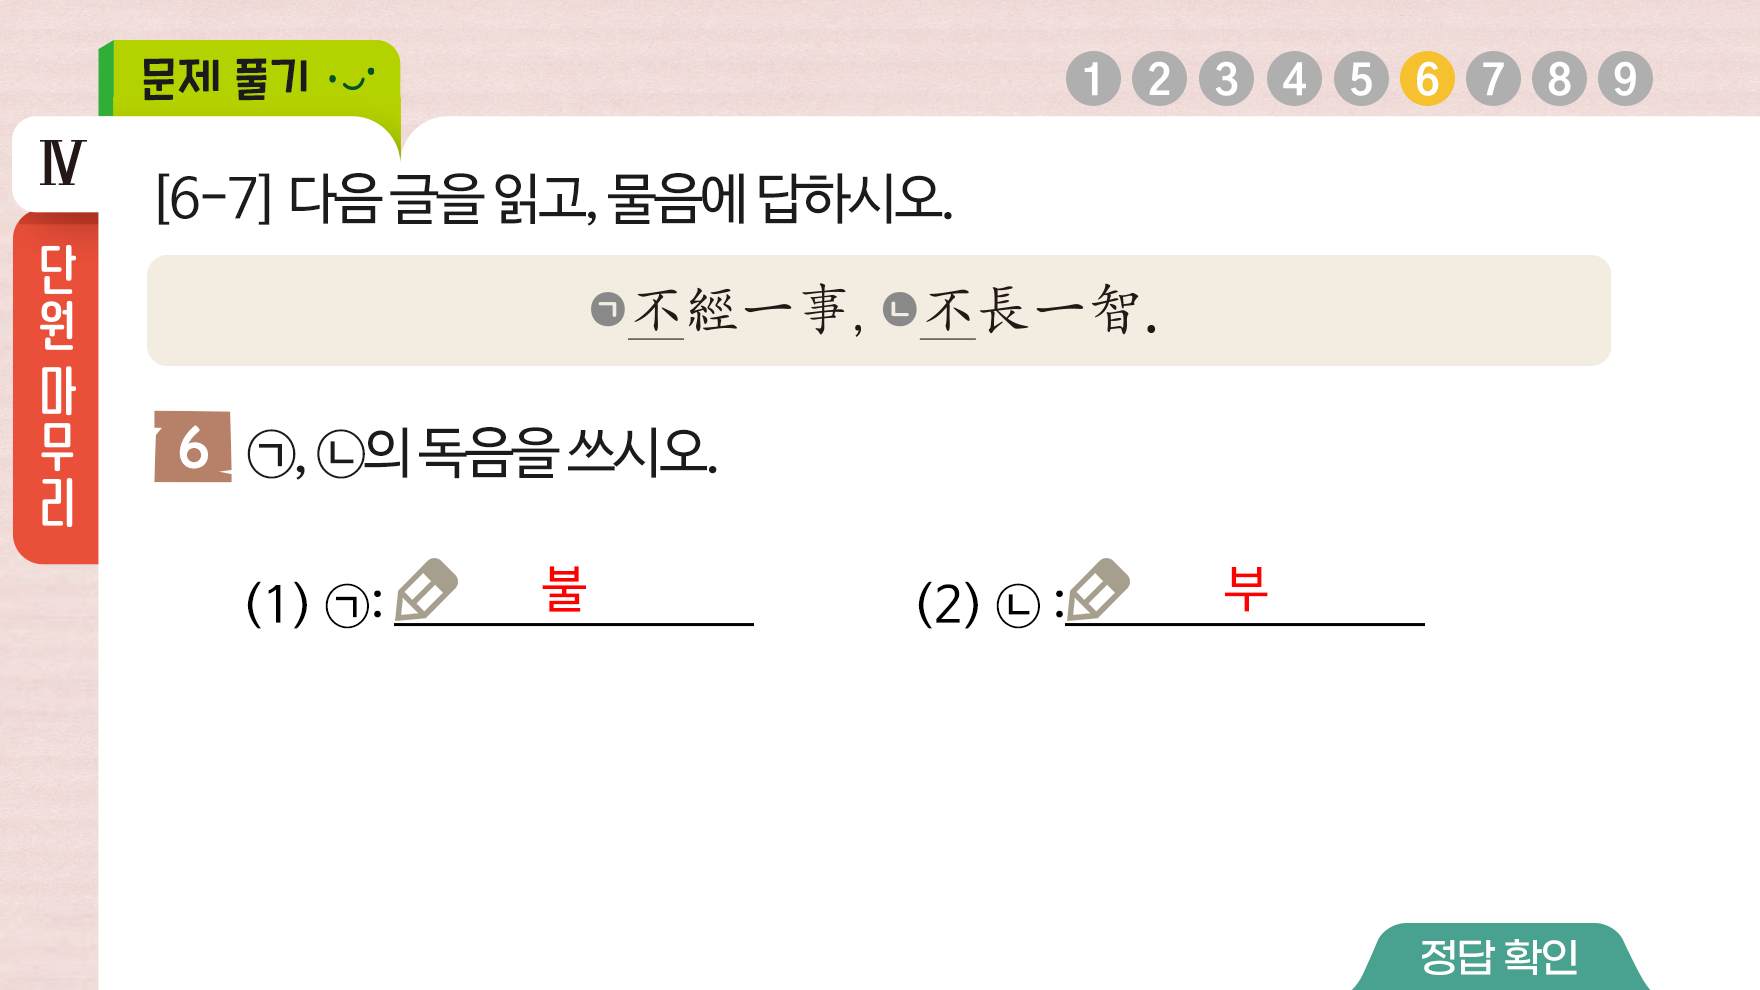 문제 풀기
1 2 3 4 5 6 7 8 9
Ⅳ
단원 마무리
[6-7] 다음 글을 읽고, 물음에 답하시오.
㉠不經一事, ㉡不長一智.
6 ㉠, ㉡의 독음을 쓰시오.
(1) ㉠: 불 (2) ㉡ : 부
정답 확인